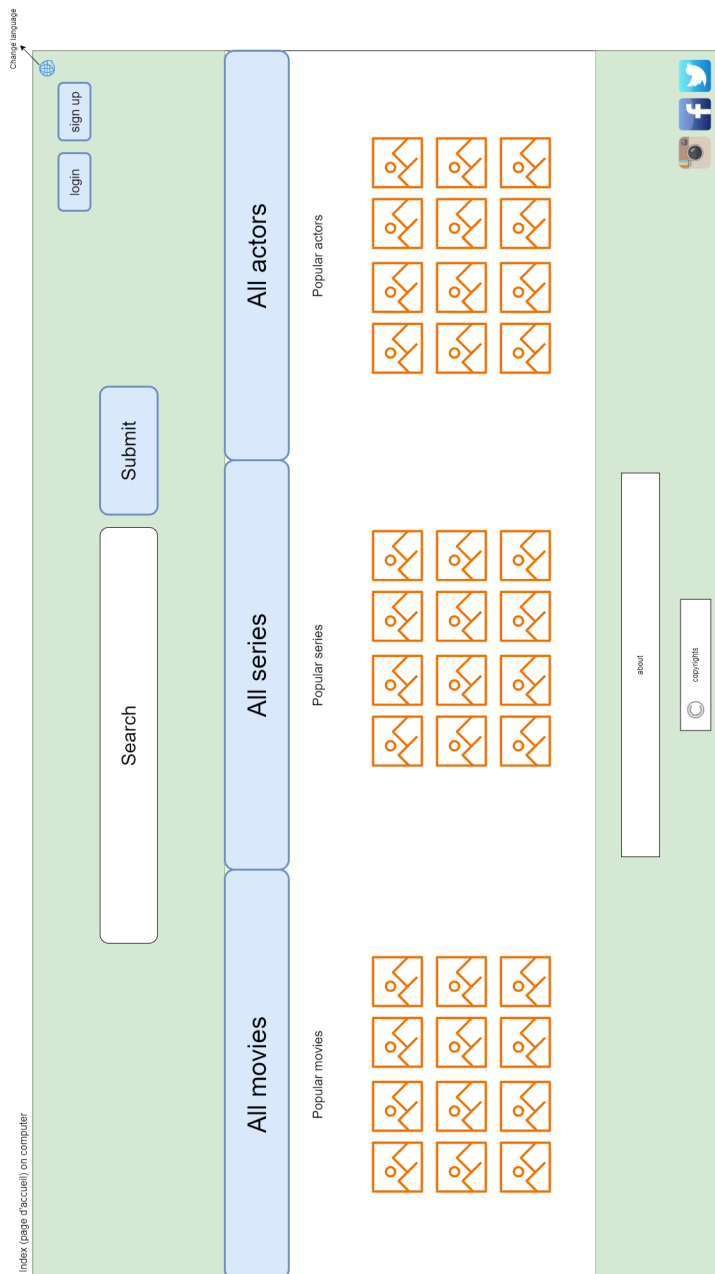 Index (page d'accueil) on computer
Change language
login
sign up
Search
Submit
All movies
All series
All actors
Popular movies
Popular series
Popular actors
about
© copyrights